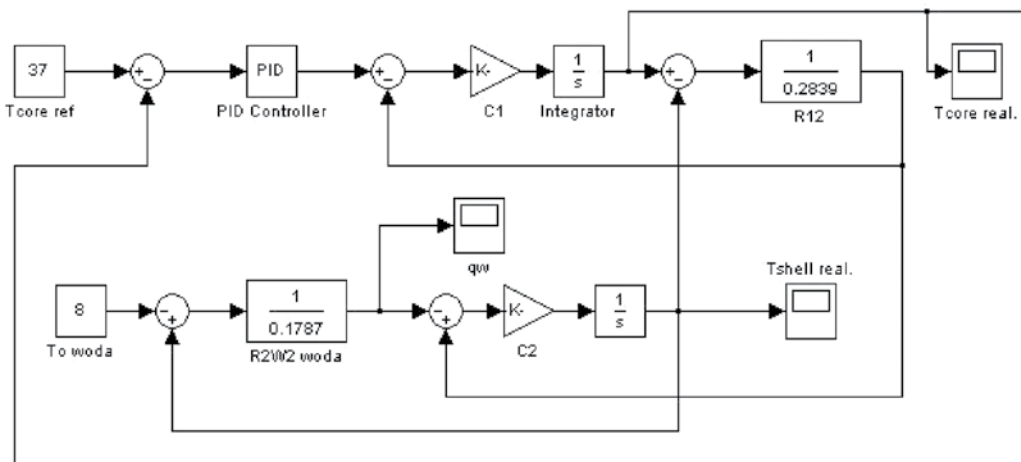 37
Tcore ref
PID
PID Controller
K-
C1
1
s
Integrator
1
0.2839
R12
Tcore real.
8
To woda
1
0.1787
R2W2 woda
qw
K-
C2
1
s
Tshell real.